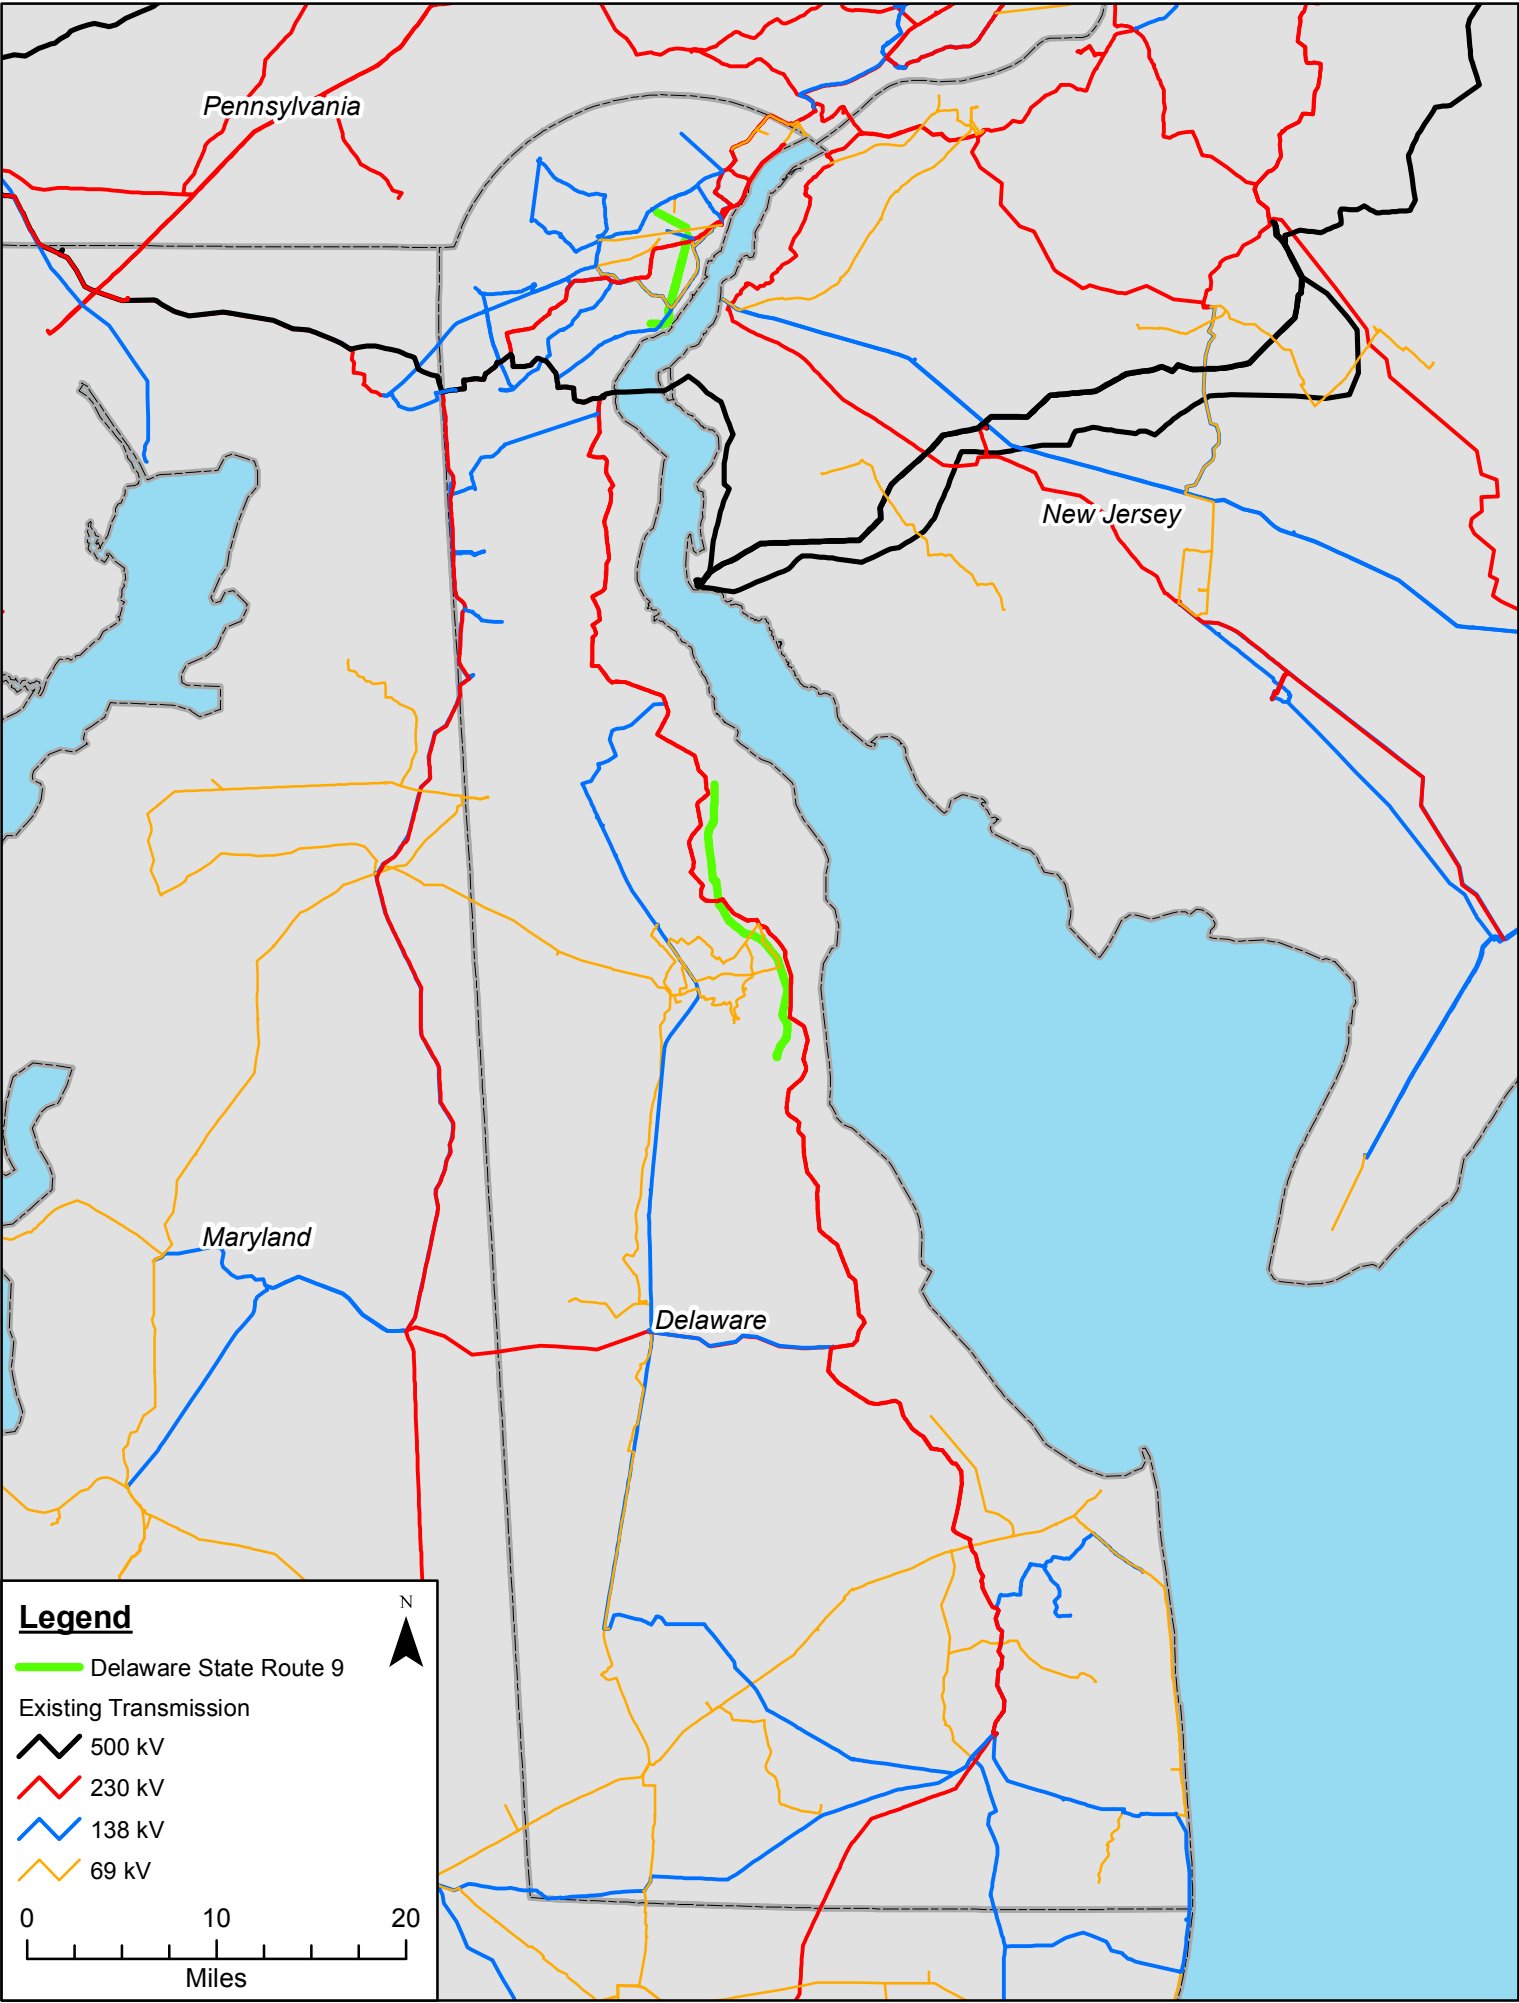 Pennsylvania
New Jersey
Maryland
Delaware
Legend
N
Delaware State Route 9
Existing Transmission
500 kV
230 kV
138 kV
69 kV
0 10 20
Miles